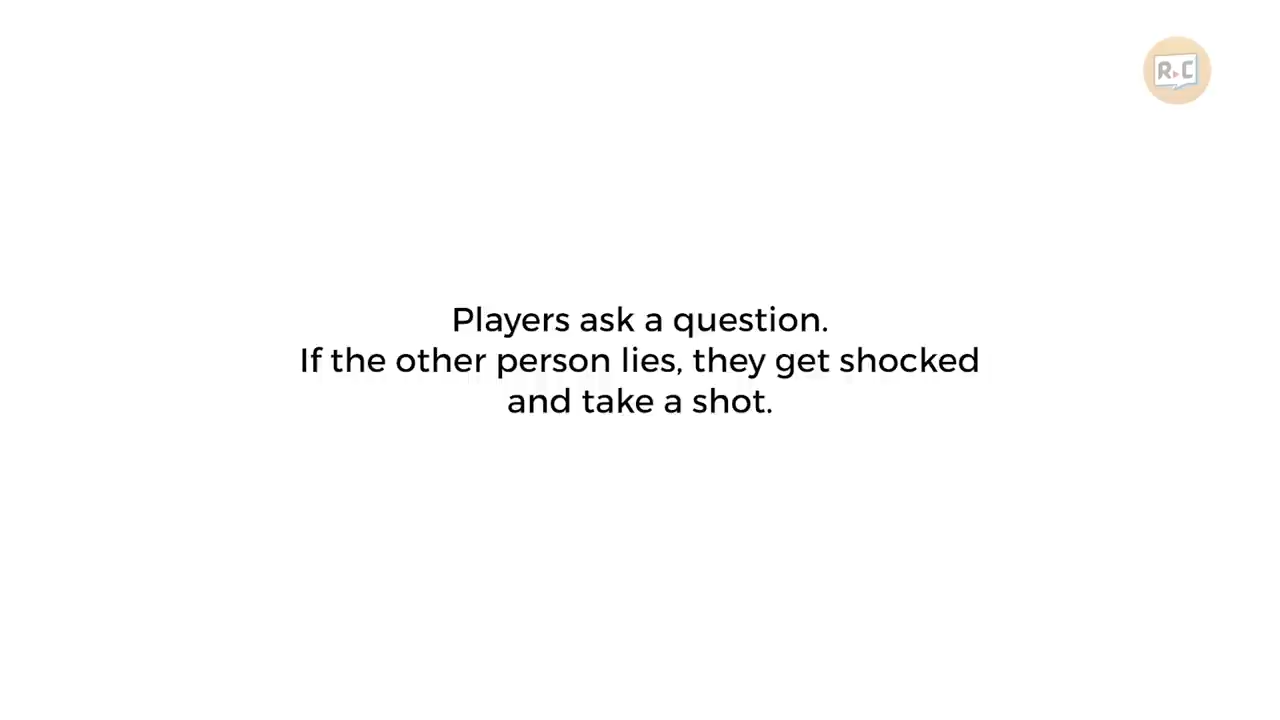 R C
Players ask a question.
If the other person lies, they get shocked
and take a shot.